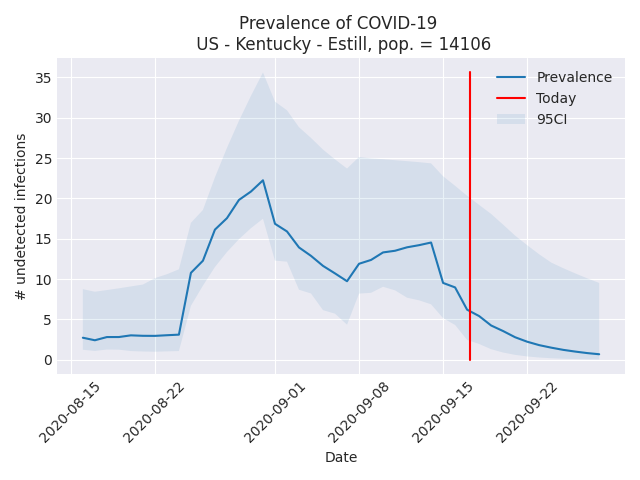 Prevalence of COVID-19
US - Kentucky - Estill, pop. = 14106
# undetected infections
35
30
25
20
15
10
5
0
Prevalence
Today
95CI
2020-08-15
2020-08-22
2020-09-01
2020-09-08
2020-09-15
2020-09-22
Date